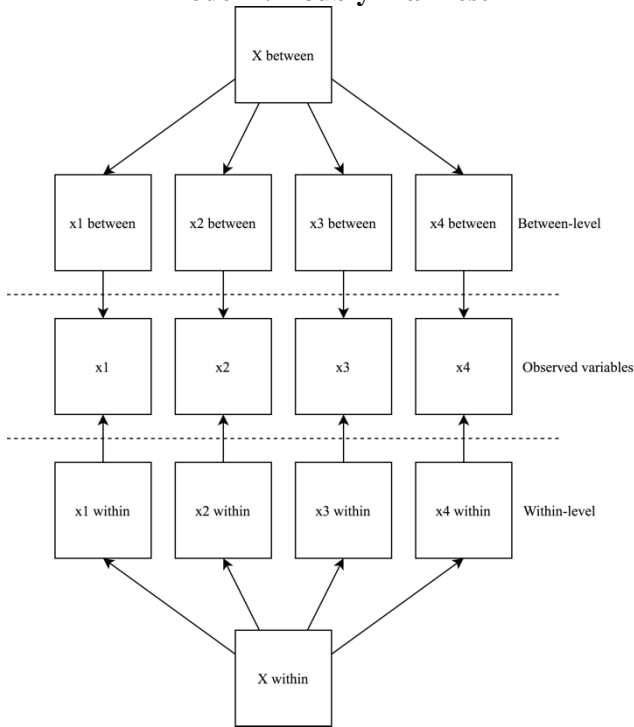 X between
x1 between
x2 between
x3 between
x4 between
Between-level
x1
x2
x3
x4
Observed variables
x1 within
x2 within
x3 within
x4 within
Within-level
X within